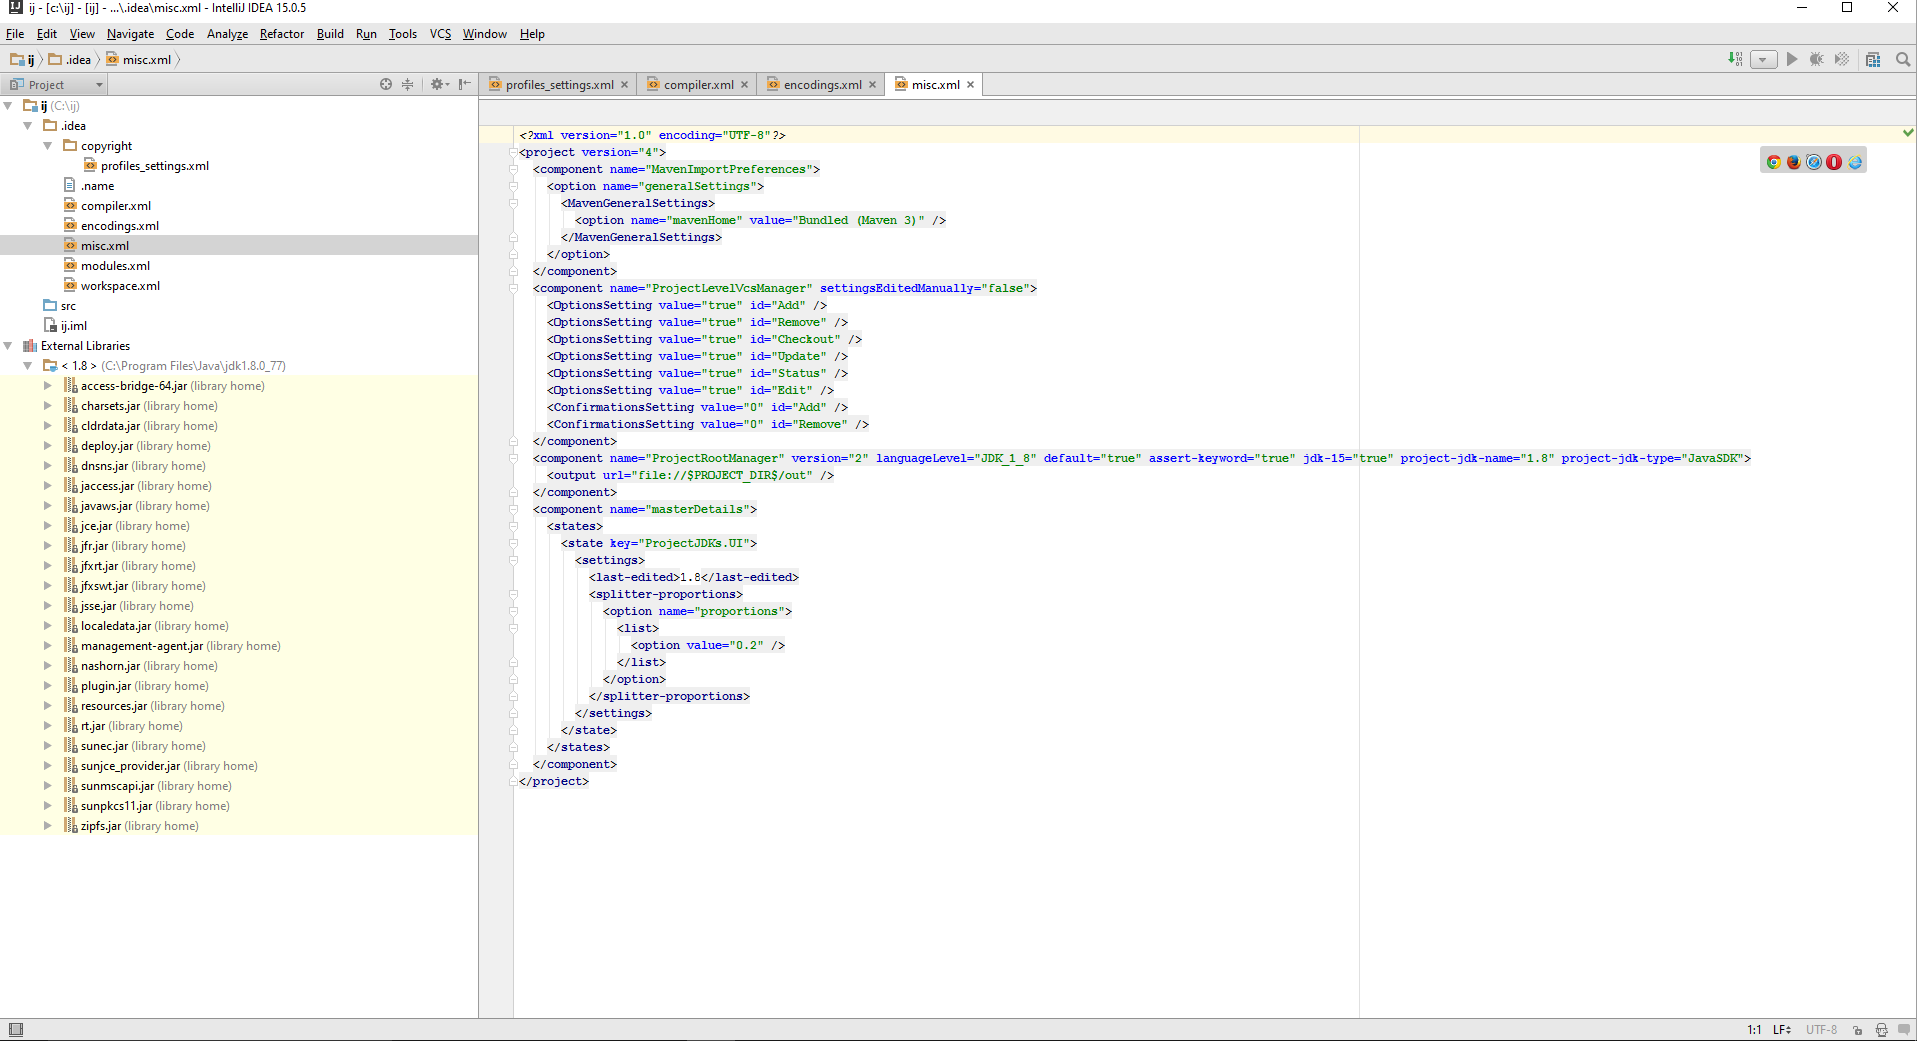 ij - [c:\ij] - [ij] - ...\.idea\misc.xml - IntelliJ IDEA 15.0.5
File Edit View Navigate Code Analyze Refactor Build Run Tools VCS Window Help
ij .idea misc.xml
Project
profiles_settings.xml compiler.xml encodings.xml misc.xml
ij (C:\ij)
.idea
copyright
profiles_settings.xml
.name
compiler.xml
encodings.xml
misc.xml
modules.xml
workspace.xml
src
ij.iml
External Libraries
< 1.8 > (C:\Program Files\Java\jdk1.8.0_77)
access-bridge-64.jar (library home)
charsets.jar (library home)
cldrdata.jar (library home)
deploy.jar (library home)
dnsns.jar (library home)
jaccess.jar (library home)
javaws.jar (library home)
jce.jar (library home)
jfr.jar (library home)
jfxrt.jar (library home)
jfxswt.jar (library home)
jsse.jar (library home)
localedata.jar (library home)
management-agent.jar (library home)
nashorn.jar (library home)
plugin.jar (library home)
resources.jar (library home)
rt.jar (library home)
sunec.jar (library home)
sunjce_provider.jar (library home)
sunmscapi.jar (library home)
sunpkcs11.jar (library home)
zipfs.jar (library home)
<?xml version="1.0" encoding="UTF-8"?>
<project version="4">
<component name="MavenImportPreferences">
<option name="generalSettings">
<MavenGeneralSettings>
<option name="mavenHome" value="Bundled (Maven 3)" />
</MavenGeneralSettings>
</option>
</component>
<component name="ProjectLevelVcsManager" settingsEditedManually="false">
<OptionsSetting value="true" id="Add" />
<OptionsSetting value="true" id="Remove" />
<OptionsSetting value="true" id="Checkout" />
<OptionsSetting value="true" id="Update" />
<OptionsSetting value="true" id="Status" />
<OptionsSetting value="true" id="Edit" />
<ConfirmationsSetting value="0" id="Add" />
<ConfirmationsSetting value="0" id="Remove" />
</component>
<component name="ProjectRootManager" version="2" languageLevel="JDK_1_8" default="true" assert-keyword="true" jdk-15="true" project-jdk-name="1.8" project-jdk-type="JavaSDK">
<output url="file://$PROJECT_DIR$/out" />
</component>
<component name="masterDetails">
<states>
<state key="ProjectJDKs.UI">
<settings>
<last-edited>1.8</last-edited>
<splitter-proportions>
<option name="proportions">
<list>
<option value="0.2" />
</list>
</option>
</splitter-proportions>
</settings>
</state>
</states>
</component>
</project>
1:1 LF UTF-8